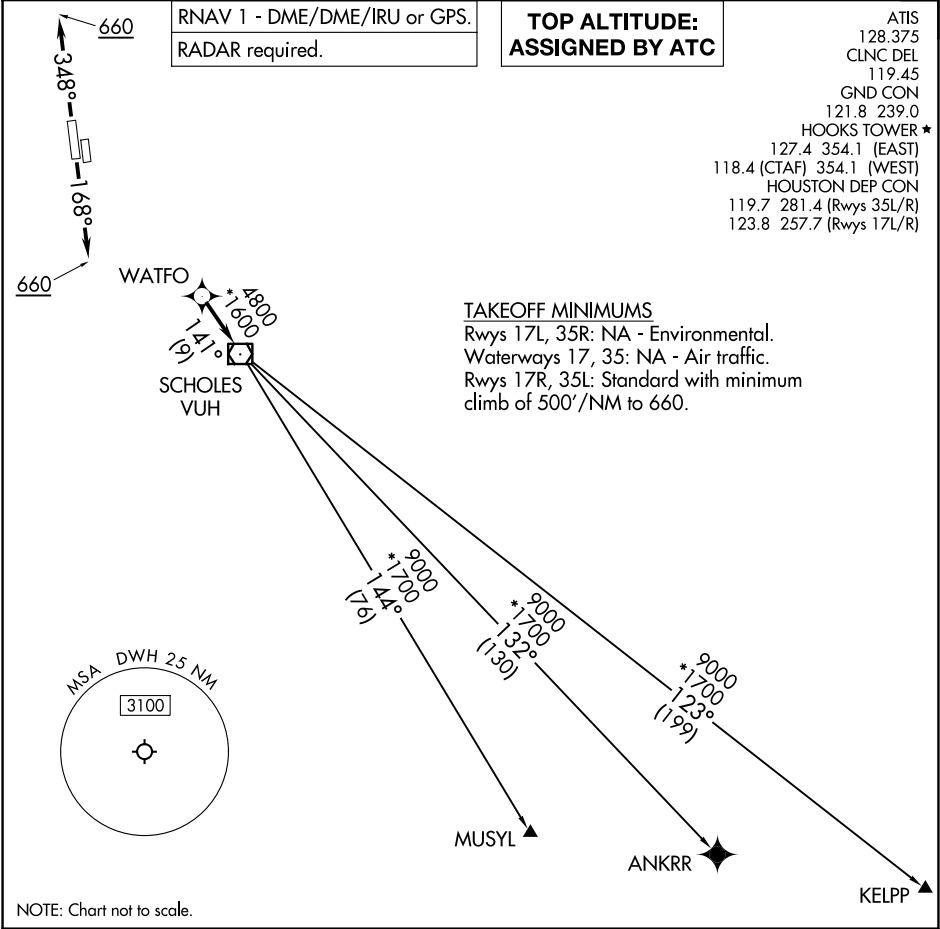 RNAV 1 - DME/DME/IRU or GPS.
RADAR required.
TOP ALTITUDE:
ASSIGNED BY ATC
ATIS
128.375
CLNC DEL
119.45
GND CON
121.8 239.0
HOOKS TOWER ★
127.4 354.1 (EAST)
118.4 (CTAF) 354.1 (WEST)
HOUSTON DEP CON
119.7 281.4 (Rwys 35L/R)
123.8 257.7 (Rwys 17L/R)
660
348°
168°
660
WATFO
4800
*1600
141°
(9)
SCHOLES
VUH
TAKEOFF MINIMUMS
Rwys 17L, 35R: NA - Environmental.
Waterways 17, 35: NA - Air traffic.
Rwys 17R, 35L: Standard with minimum
climb of 500'/NM to 660.
9000
*1700
144°
(76)
9000
*1700
132°
(130)
9000
*1700
123°
(199)
MSA DWH 25 NM
3100
MUSYL
ANKRR
KELPP
NOTE: Chart not to scale.